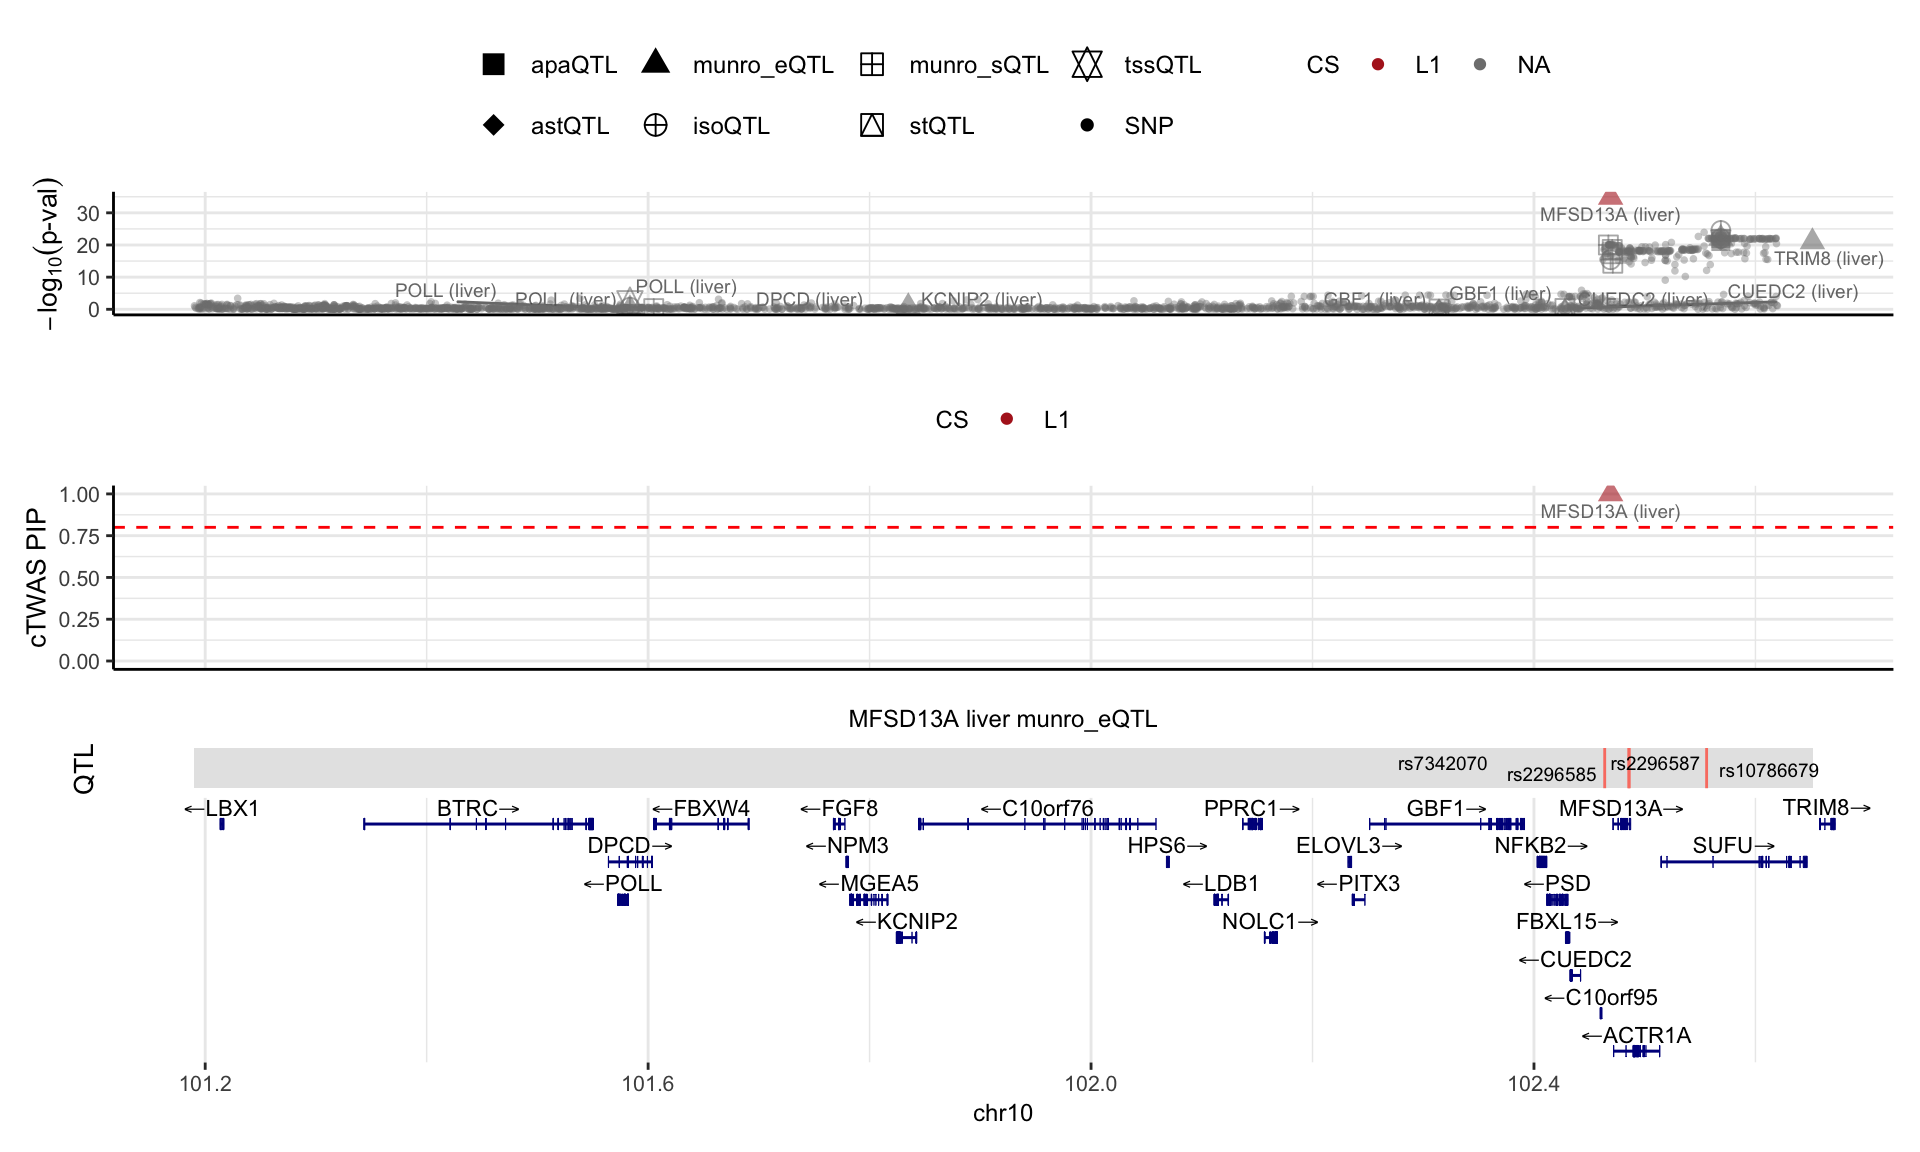 apaQTL munro_eQTL munro_sQTL tssQTL CS L1 NA
astQTL isoQTL stQTL SNP
−log10(p-val)
30
20
10
0
MFSD13A (liver)
TRIM8 (liver)
POLL (liver)
POLL (liver)
POLL (liver)
DPCD (liver)
KCNIP2 (liver)
GBF1 (liver)
GBF1 (liver)
CUEDC2 (liver)
CUEDC2 (liver)
CS L1
cTWAS PIP
1.00
0.75
0.50
0.25
0.00
MFSD13A (liver)
MFSD13A liver munro_eQTL
QTL
rs7342070
rs2296585
rs2296587
rs10786679
←LBX1 BTRC→ ←FBXW4 ←FGF8 ←C10orf76 PPRC1→ GBF1→ MFSD13A→ TRIM8→
DPCD→ ←NPM3 HPS6→ ELOVL3→ NFKB2→ SUFU→
←POLL ←MGEA5 ←LDB1 ←PITX3 ←PSD
←KCNIP2 NOLC1→ FBXL15→
←CUEDC2
←C10orf95
←ACTR1A
101.2 101.6 102.0 102.4
chr10